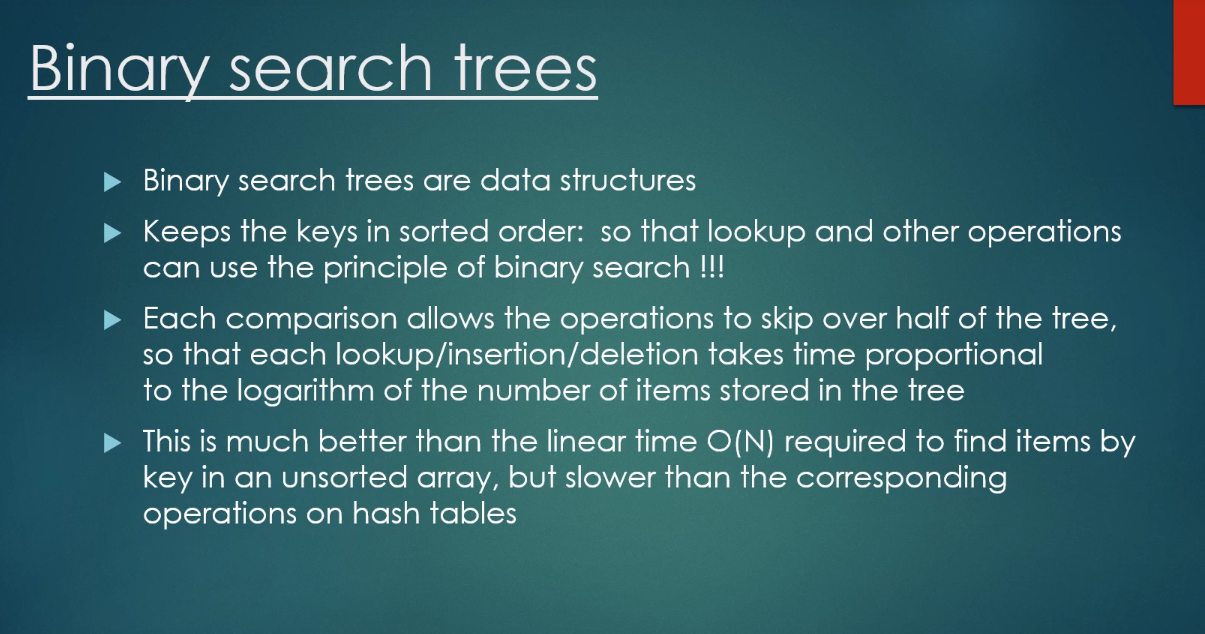 Binary search trees
Binary search trees are data structures
Keeps the keys in sorted order:  so that lookup and other operations
can use the principle of binary search !!!
Each comparison allows the operations to skip over half of the tree,
so that each lookup/insertion/deletion takes time proportional
to the logarithm of the number of items stored in the tree
This is much better than the linear time O(N) required to find items by
key in an unsorted array, but slower than the corresponding
operations on hash tables